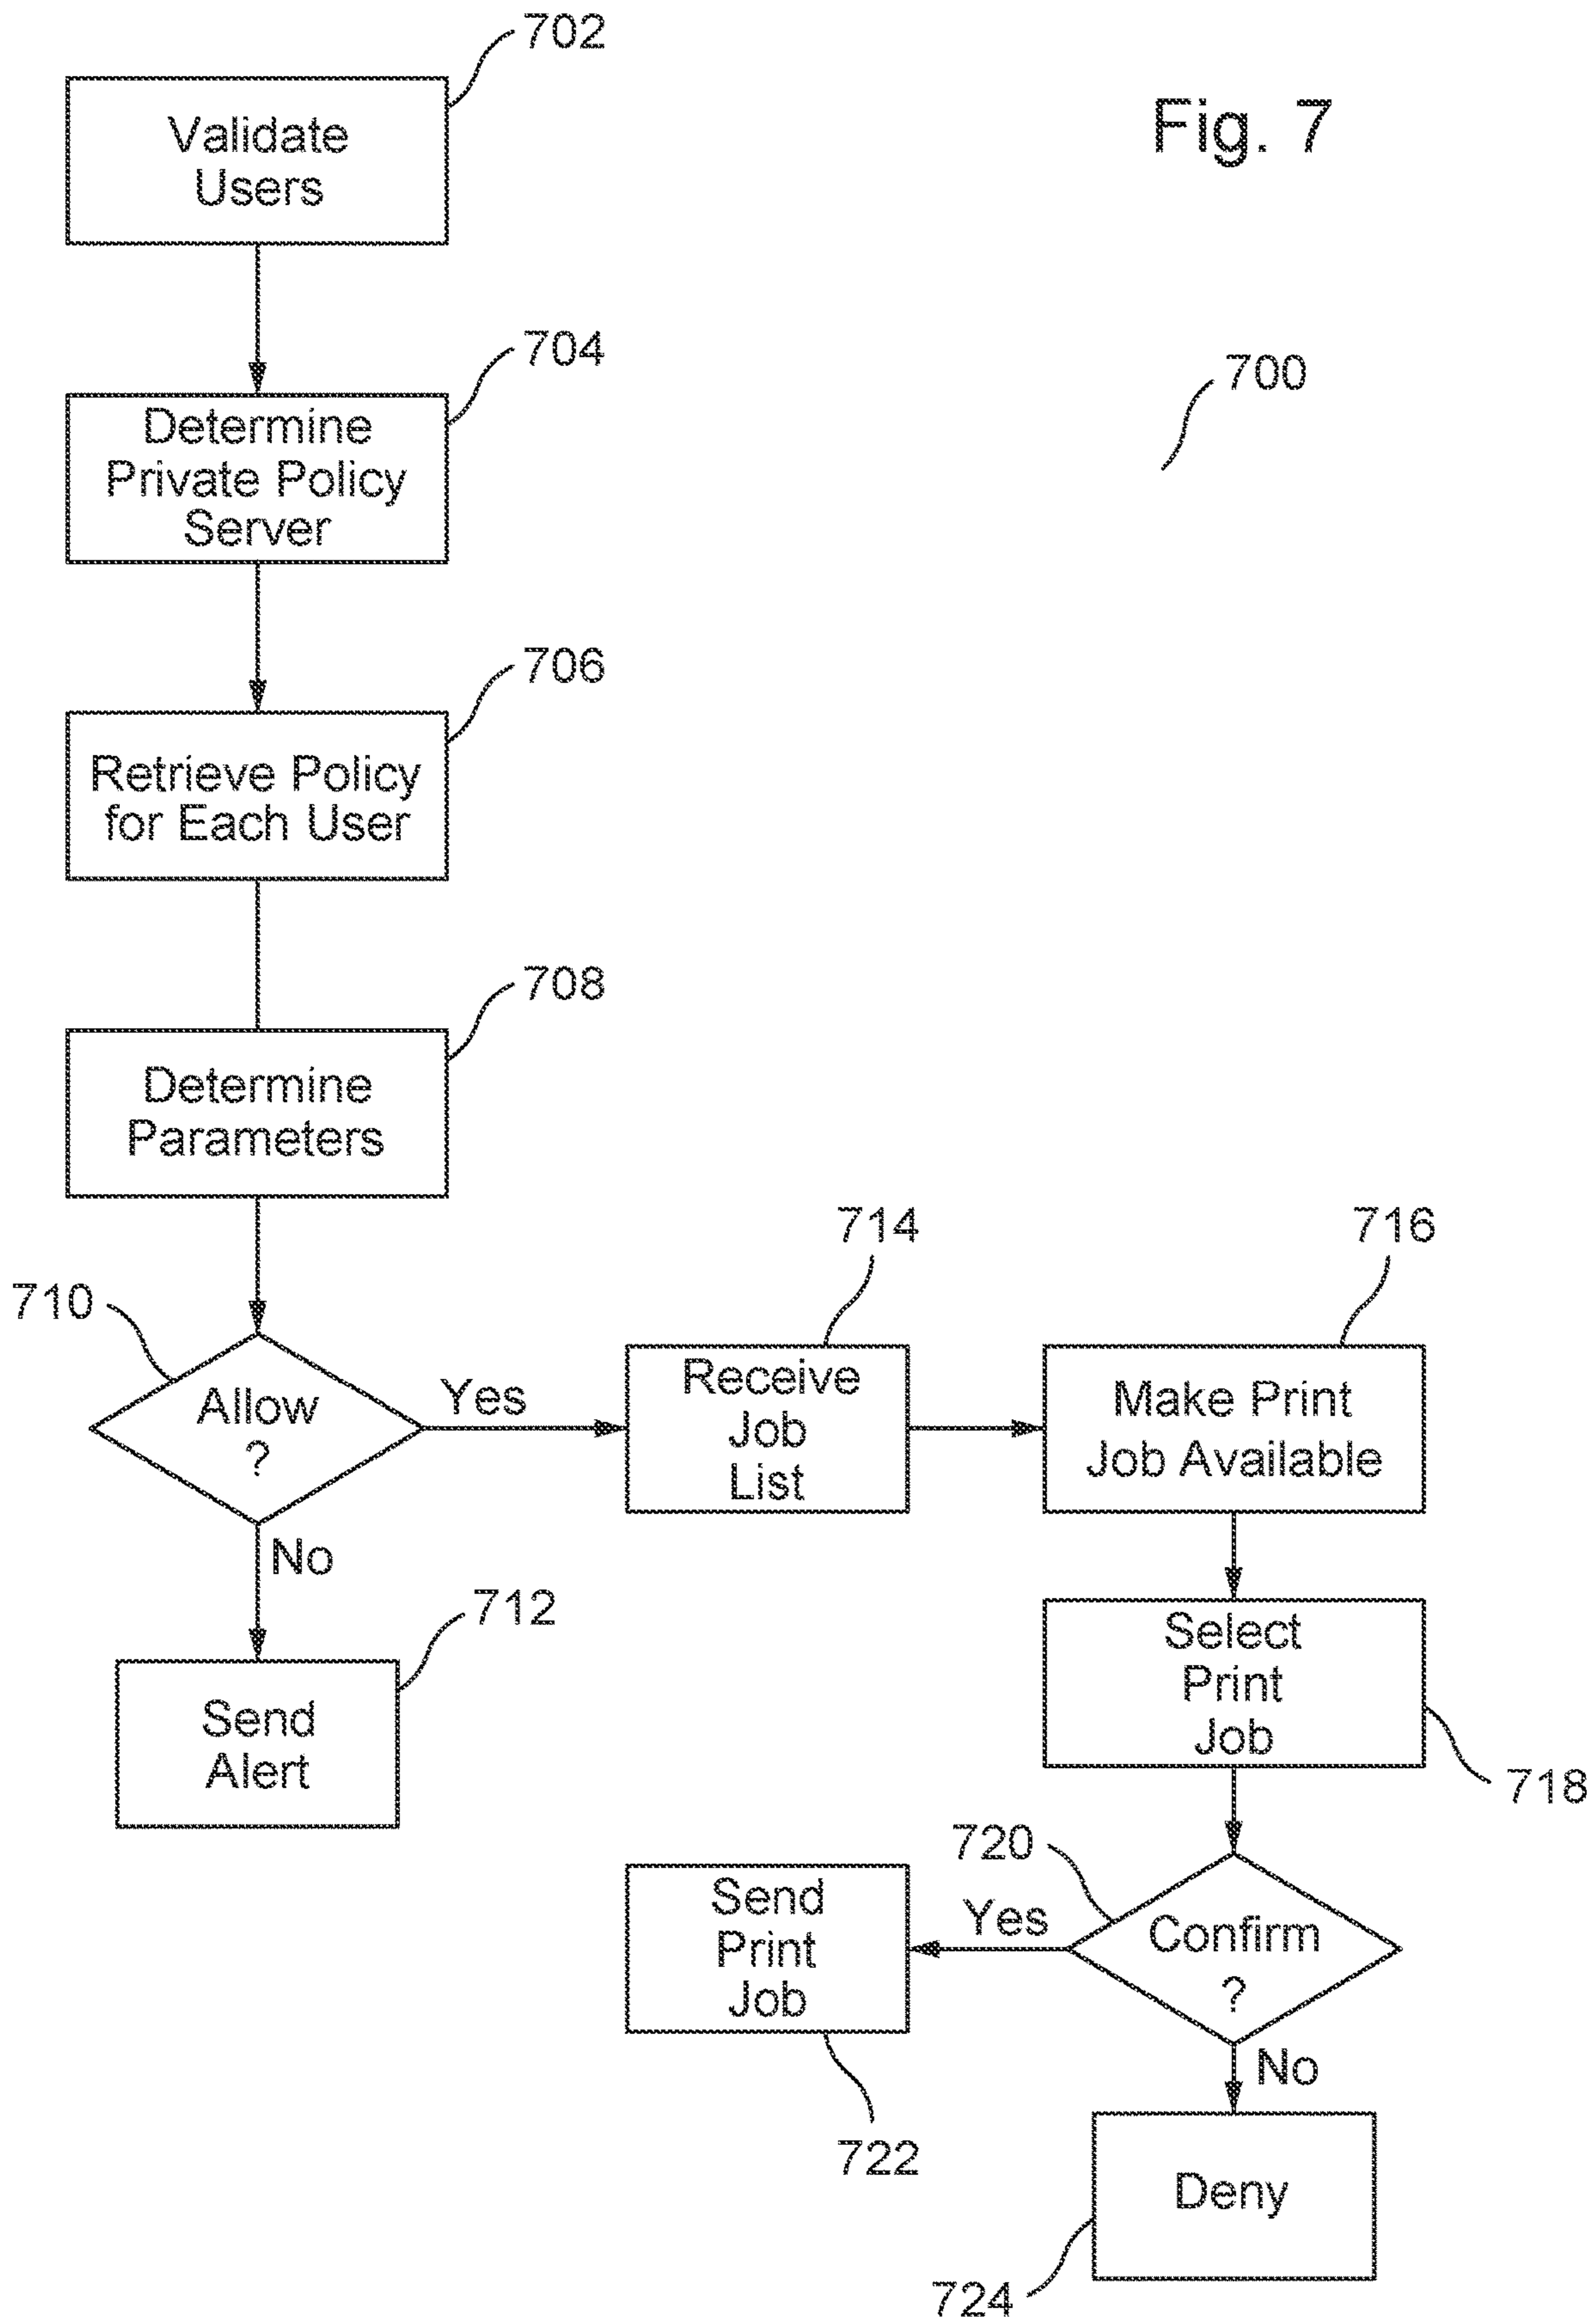 702
Fig. 7
Validate
Users
704
700
Determine
Private Policy
Server
706
Retrieve Policy
for Each User
708
Determine
Parameters
710
Allow
?
Yes
No
714
Receive
Job
List
716
Make Print
Job Available
712
Send
Alert
Select
Print
Job
718
720
Confirm
?
Yes
No
Send
Print
Job
722
Deny
724